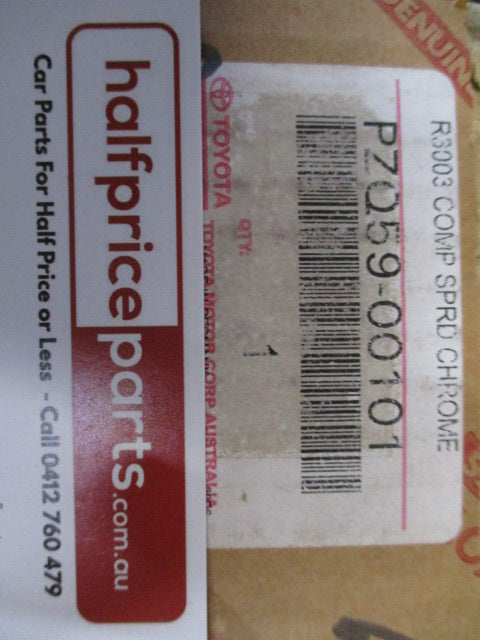 GENUIN
R3003 COMP SPRD CHROME
PZQ59-00101
QTY:
1
TOYOTA
TOYOTA MOTOR CORP AUSTRALIA
halfpriceparts.com.au
Car Parts For Half Price or Less - Call 0412 760 479